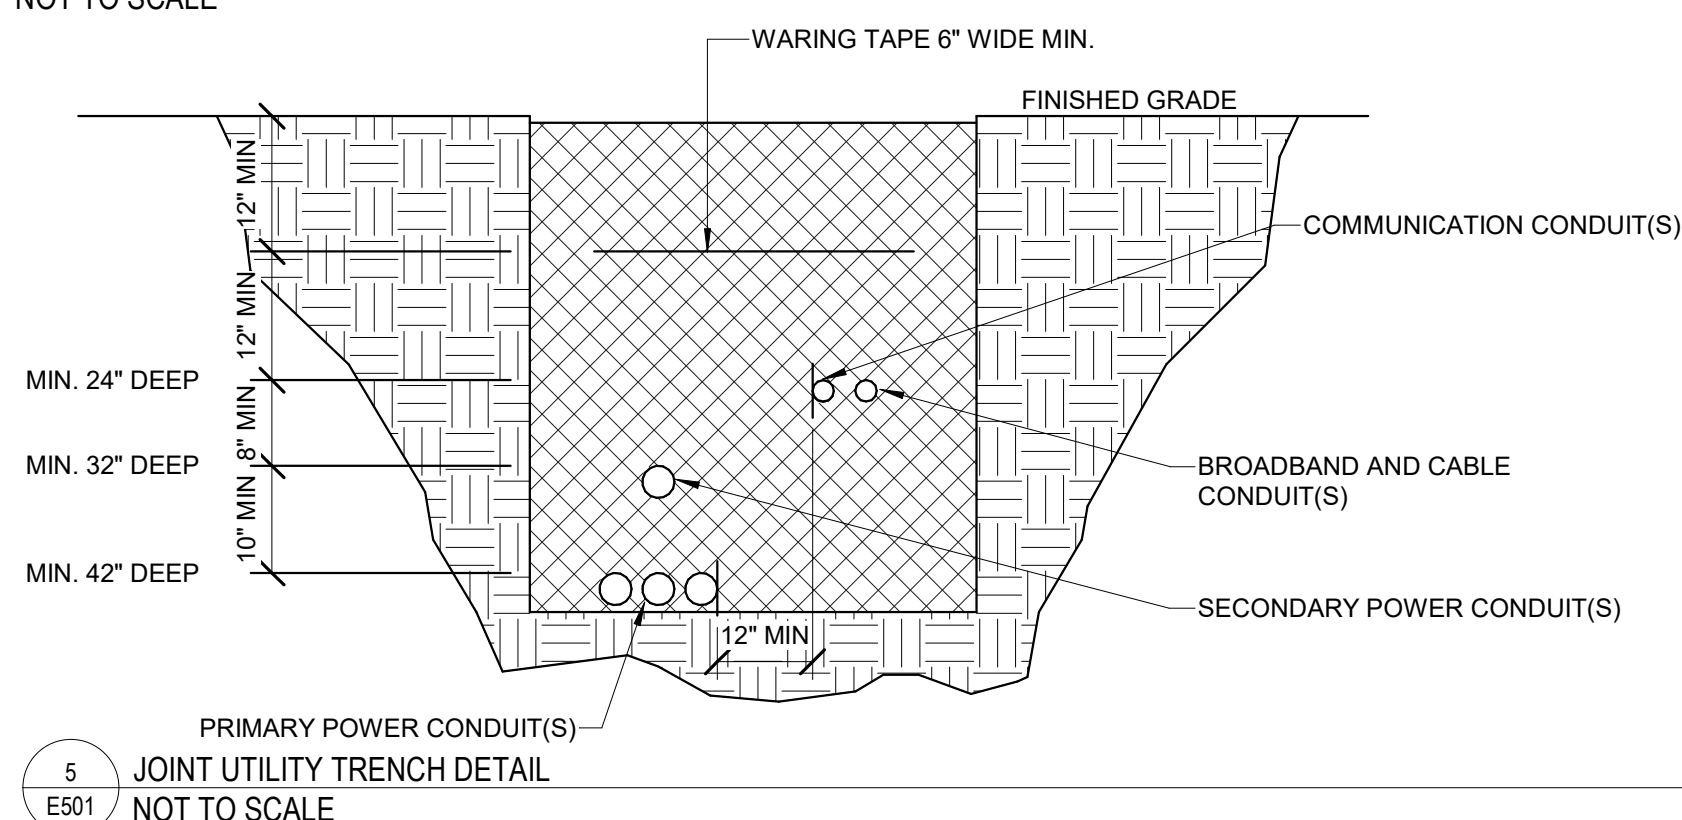 NOT TO SCALE
WARING TAPE 6" WIDE MIN.
FINISHED GRADE
12" MIN
COMMUNICATION CONDUIT(S)
12" MIN
MIN. 24" DEEP
8" MIN
MIN. 32" DEEP
BROADBAND AND CABLE
CONDUIT(S)
10" MIN
MIN. 42" DEEP
SECONDARY POWER CONDUIT(S)
12" MIN
PRIMARY POWER CONDUIT(S)
5
JOINT UTILITY TRENCH DETAIL
E501
NOT TO SCALE